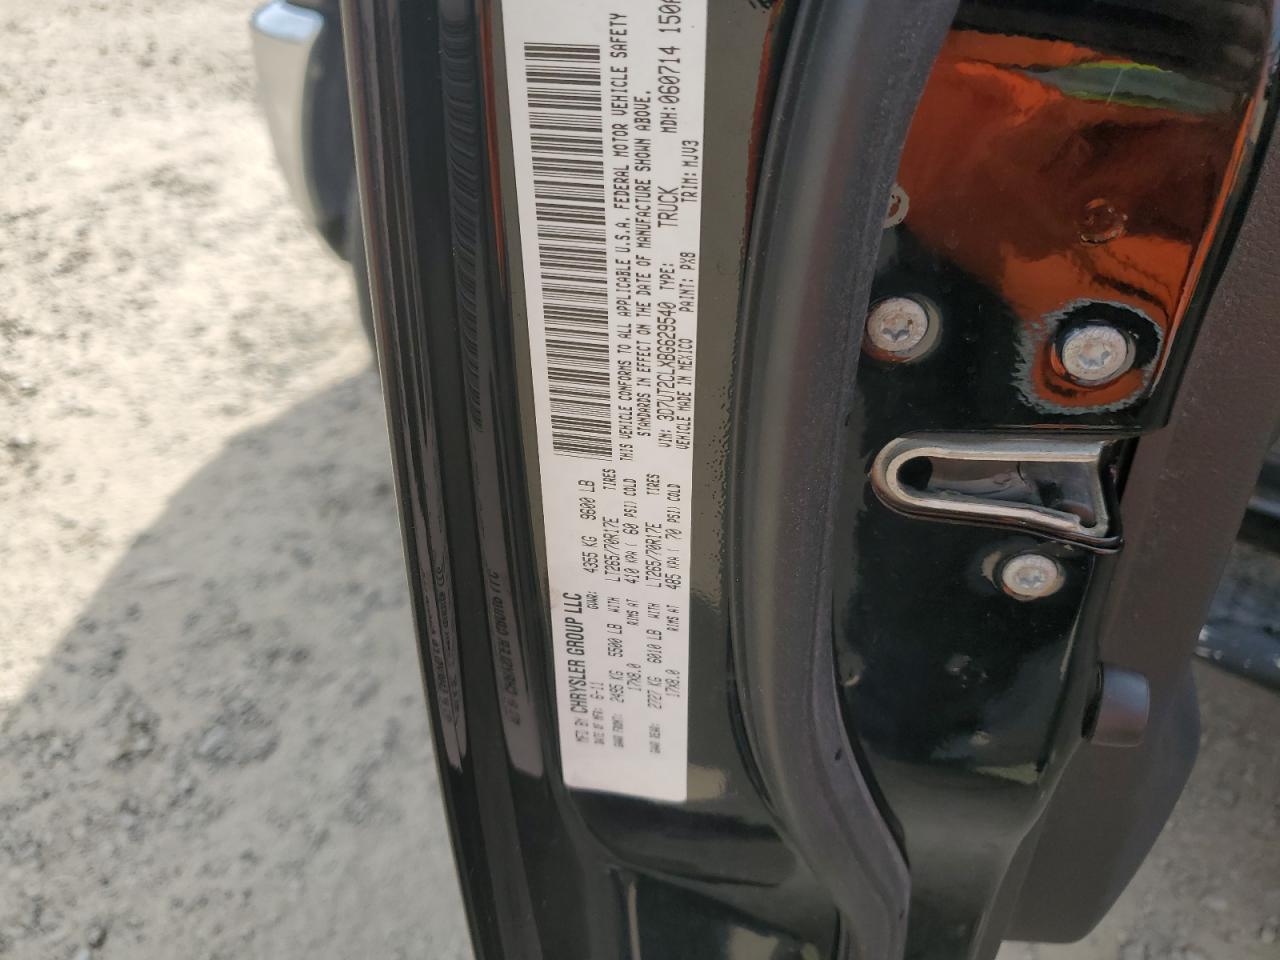 MFD BY CHRYSLER GROUP LLC
DATE OF MFR: 6-11 GVWR: 4355 KG 9600 LB
GAWR FRONT: 2495 KG 5500 LB WITH LT265/70R17E TIRES
17X8.0 RIMS AT 410 KPA ( 60 PSI) COLD
GAWR REAR: 2727 KG 6010 LB WITH LT265/70R17E TIRES
17X8.0 RIMS AT 485 KPA ( 70 PSI) COLD
THIS VEHICLE CONFORMS TO ALL APPLICABLE U.S.A. FEDERAL MOTOR VEHICLE SAFETY
STANDARDS IN EFFECT ON THE DATE OF MANUFACTURE SHOWN ABOVE.
VIN: 3D7UT2CLXBG629540 TYPE: TRUCK MDH:060714 150
VEHICLE MADE IN MEXICO PAINT: PX8 TRIM: MJV3